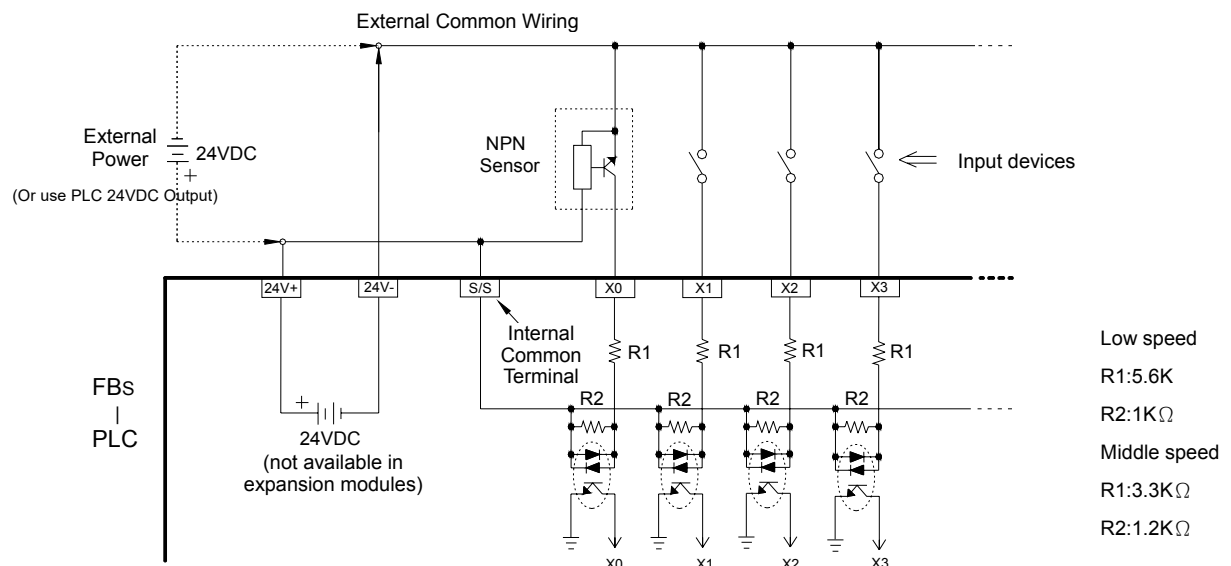 External Common Wiring
External
Power
24VDC
+
(Or use PLC 24VDC Output)
NPN
Sensor
Input devices
24V+
24V-
S/S
X0
X1
X2
X3
Internal
Common
Terminal
R1
R1
R1
R1
R2
R2
R2
R2
FBs
PLC
+
24VDC
(not available in
expansion modules)
Low speed
R1:5.6K
R2:1KΩ
Middle speed
R1:3.3KΩ
R2:1.2KΩ
X0
X1
X2
X3